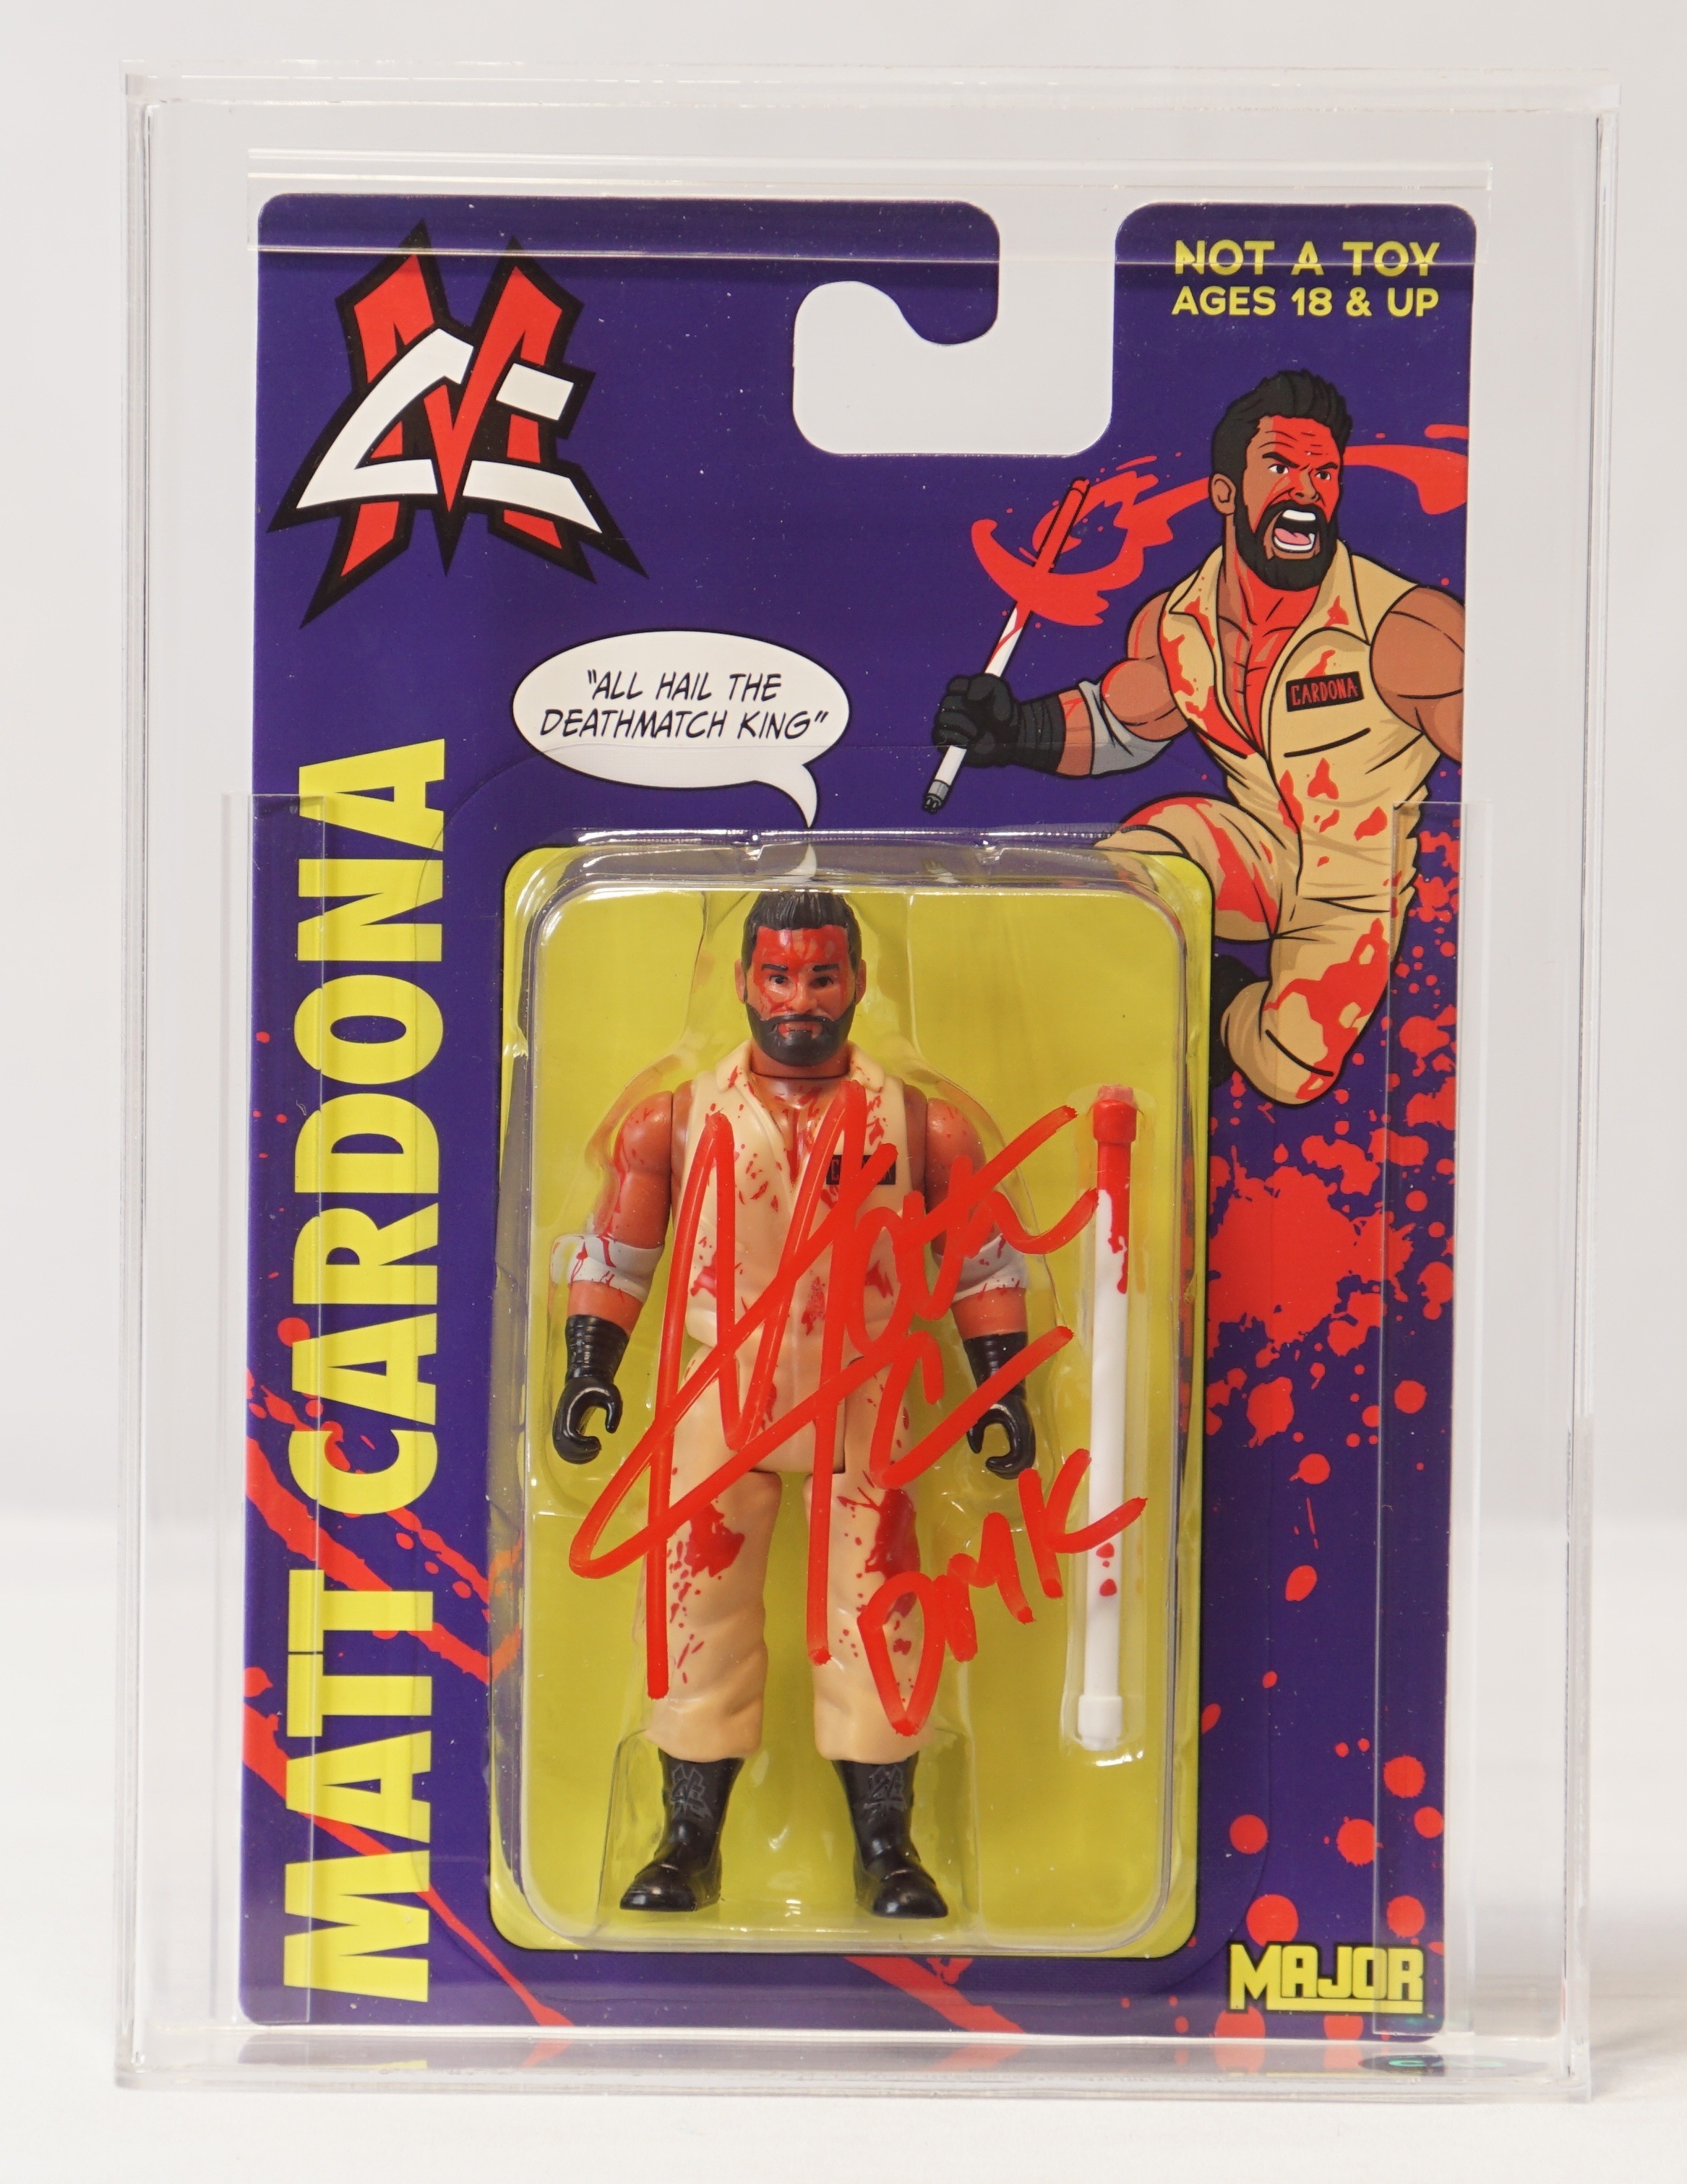 NOT A TOY
AGES 18 & UP
CARDONA
"ALL HAIL THE
DEATHMATCH KING"
MATT CARDONA
DMK
MAJOR